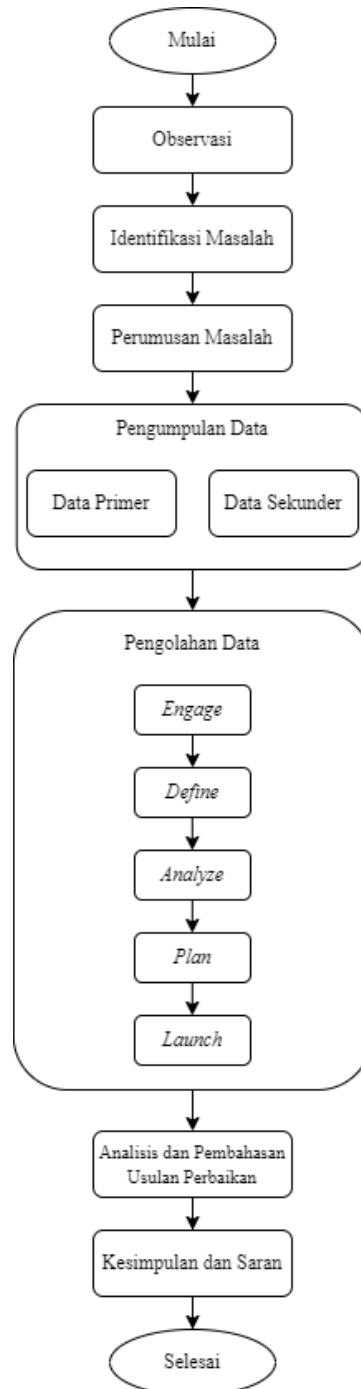 Mulai
Observasi
Identifikasi Masalah
Perumusan Masalah
Pengumpulan Data
Data Primer
Data Sekunder
Pengolahan Data
Engage
Define
Analyze
Plan
Launch
Analisis dan Pembahasan
Usulan Perbaikan
Kesimpulan dan Saran
Selesai